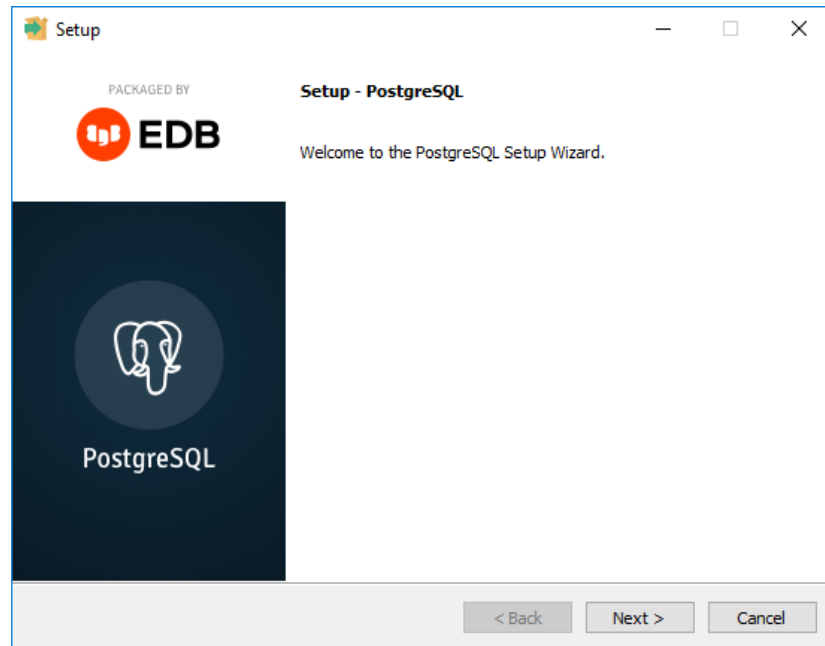 Setup
PACKAGED BY
EDB
Setup - PostgreSQL
Welcome to the PostgreSQL Setup Wizard.
PostgreSQL
< Back
Next >
Cancel